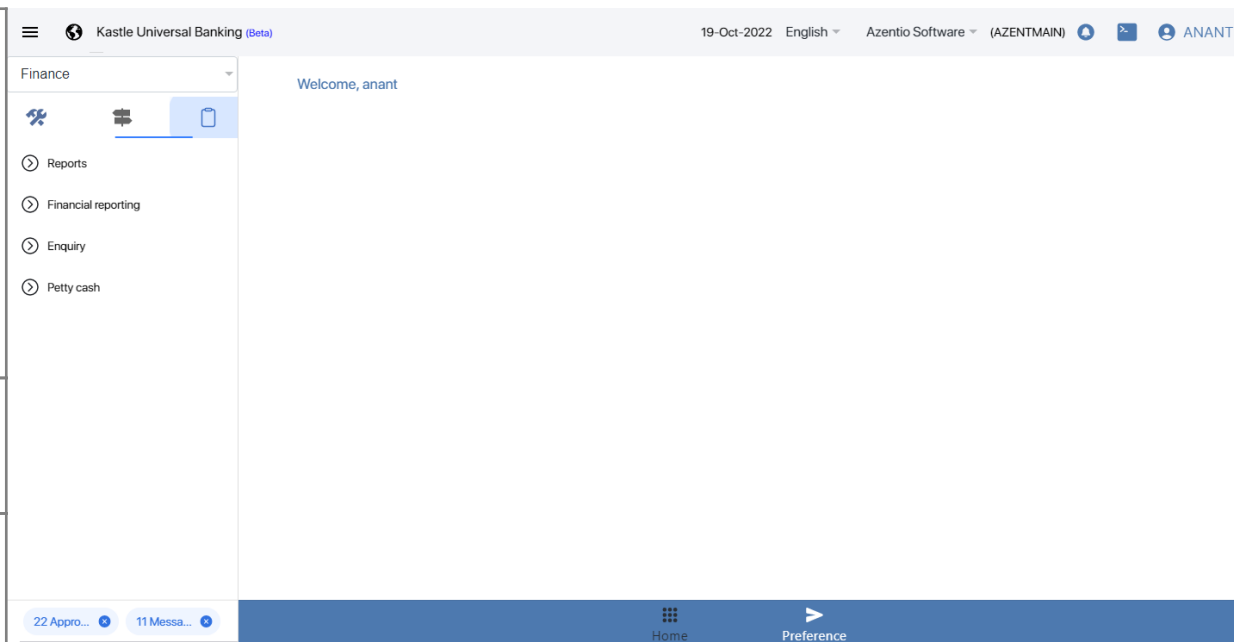 Kastle Universal Banking (Beta) 19-Oct-2022 English Azentio Software (AZENTMAIN) ANANT
Finance
Welcome, anant
Reports
Financial reporting
Enquiry
Petty cash
22 Appro... 11 Messa...
Home Preference